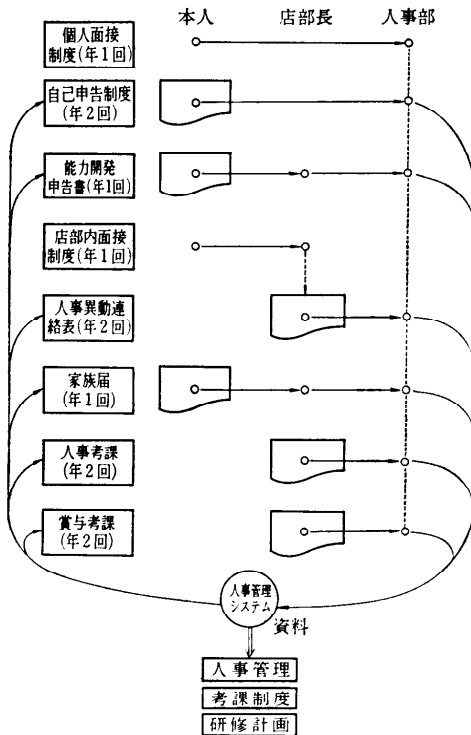 本人 店部長 人事部
個人面接
制度(年1回)
自己申告制度
(年2回)
能力開発
申告書(年1回)
店部内面接
制度(年1回)
人事異動連
絡表(年2回)
家族届
(年1回)
人事考課
(年2回)
賞与考課
(年2回)
人事管理
システム
資料
人事管理
考課制度
研修計画